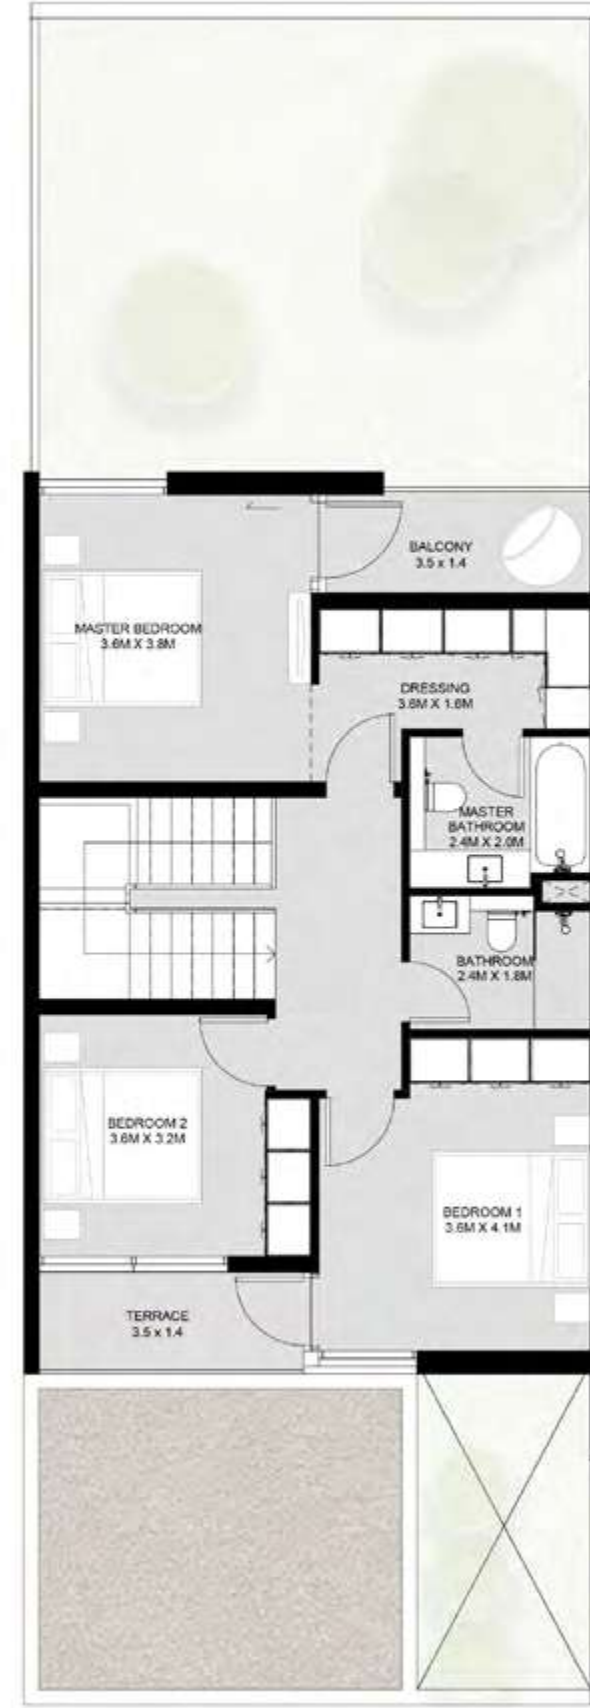 BALCONY
3.5 x 1.4
MASTER BEDROOM
3.6M X 3.8M
DRESSING
3.6M X 1.6M
MASTER
BATHROOM
2.4M X 2.0M
BATHROOM
2.4M X 1.8M
BEDROOM 2
3.6M X 3.2M
BEDROOM 1
3.6M X 4.1M
TERRACE
3.5 x 1.4